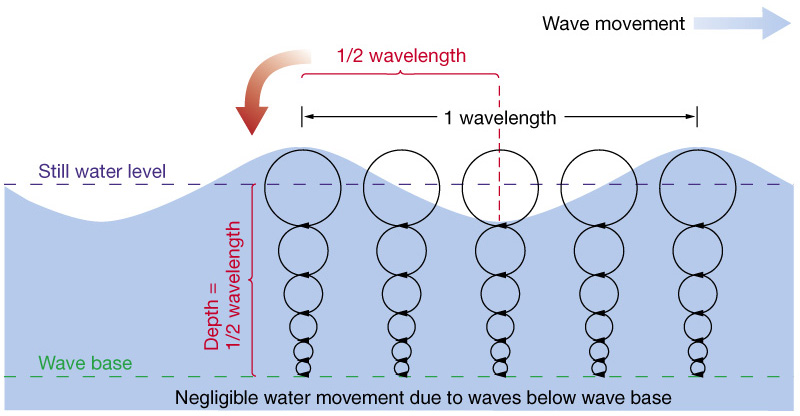 Wave movement
1/2 wavelength
1 wavelength
Still water level
Depth =
1/2 wavelength
Wave base
Negligible water movement due to waves below wave base